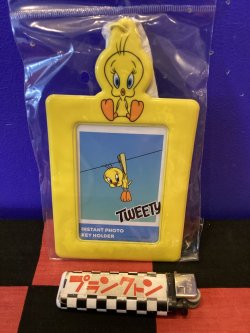 TWEETY
INSTANT PHOTO
KEY HOLDER
プランクトン